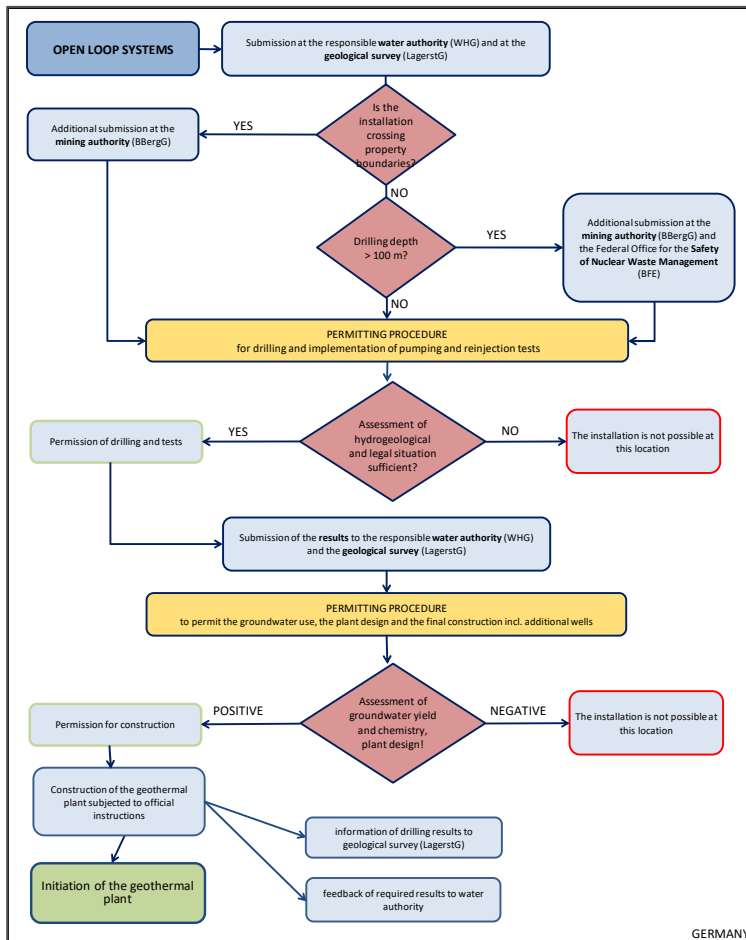 OPEN LOOP SYSTEMS
Submission at the responsible water authority (WHG) and at the
geological survey (LagerstG)
Is the
installation
crossing
property
boundaries?
YES
Additional submission at the
mining authority (BBergG)
NO
Drilling depth
> 100 m?
YES
Additional submission at the
mining authority (BBergG) and
the Federal Office for the Safety
of Nuclear Waste Management
(BFE)
NO
PERMITTING PROCEDURE
for drilling and implementation of pumping and reinjection tests
Assessment of
hydrogeological
and legal situation
sufficient?
YES
Permission of drilling and tests
NO
The installation is not possible at
this location
Submission of the results to the responsible water authority (WHG)
and the geological survey (LagerstG)
PERMITTING PROCEDURE
to permit the groundwater use, the plant design and the final construction incl. additional wells
Assessment of
groundwater yield
and chemistry,
plant design!
POSITIVE
Permission for construction
NEGATIVE
The installation is not possible at
this location
Construction of the geothermal
plant subjected to official
instructions
information of drilling results to
geological survey (LagerstG)
Initiation of the geothermal
plant
feedback of required results to water
authority
GERMANY